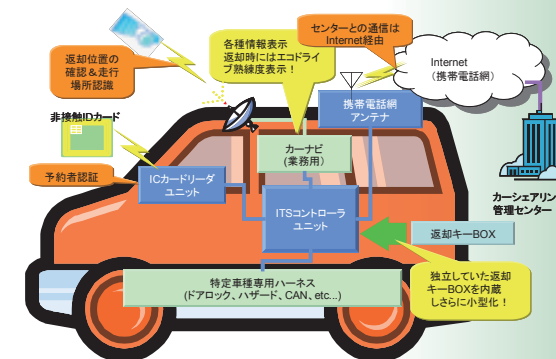 センターとの通信は
Internet経由
各種情報表示
返却時にはエコドライ
ブ熟練度表示！
返却位置の
確認＆走行
場所認識
Internet
（携帯電話網）
携帯電話網
アンテナ
非接触IDカード
カーナビ
(業務用)
予約者認証
ICカードリーダ
ユニット
ITSコントローラ
ユニット
カーシェアリン
管理センター
返却キーBOX
特定車種専用ハーネス
(ドアロック、ハザード、CAN、etc...)
独立していた返却
キーBOXを内蔵
しさらに小型化！